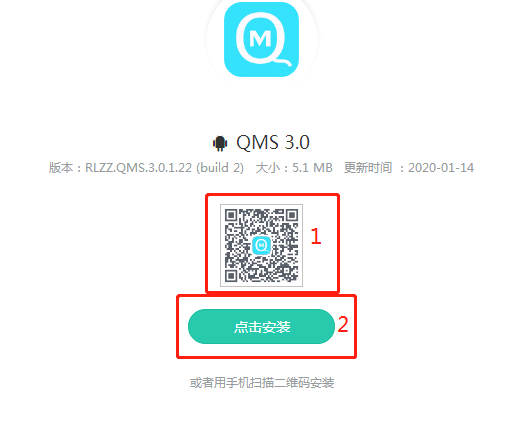 M
QMS 3.0
版本：RLZZ.QMS.3.0.1.22 (build 2) 大小：5.1 MB 更新时间 ：2020-01-14
1
M
点击安装 2
或者用手机扫描二维码安装